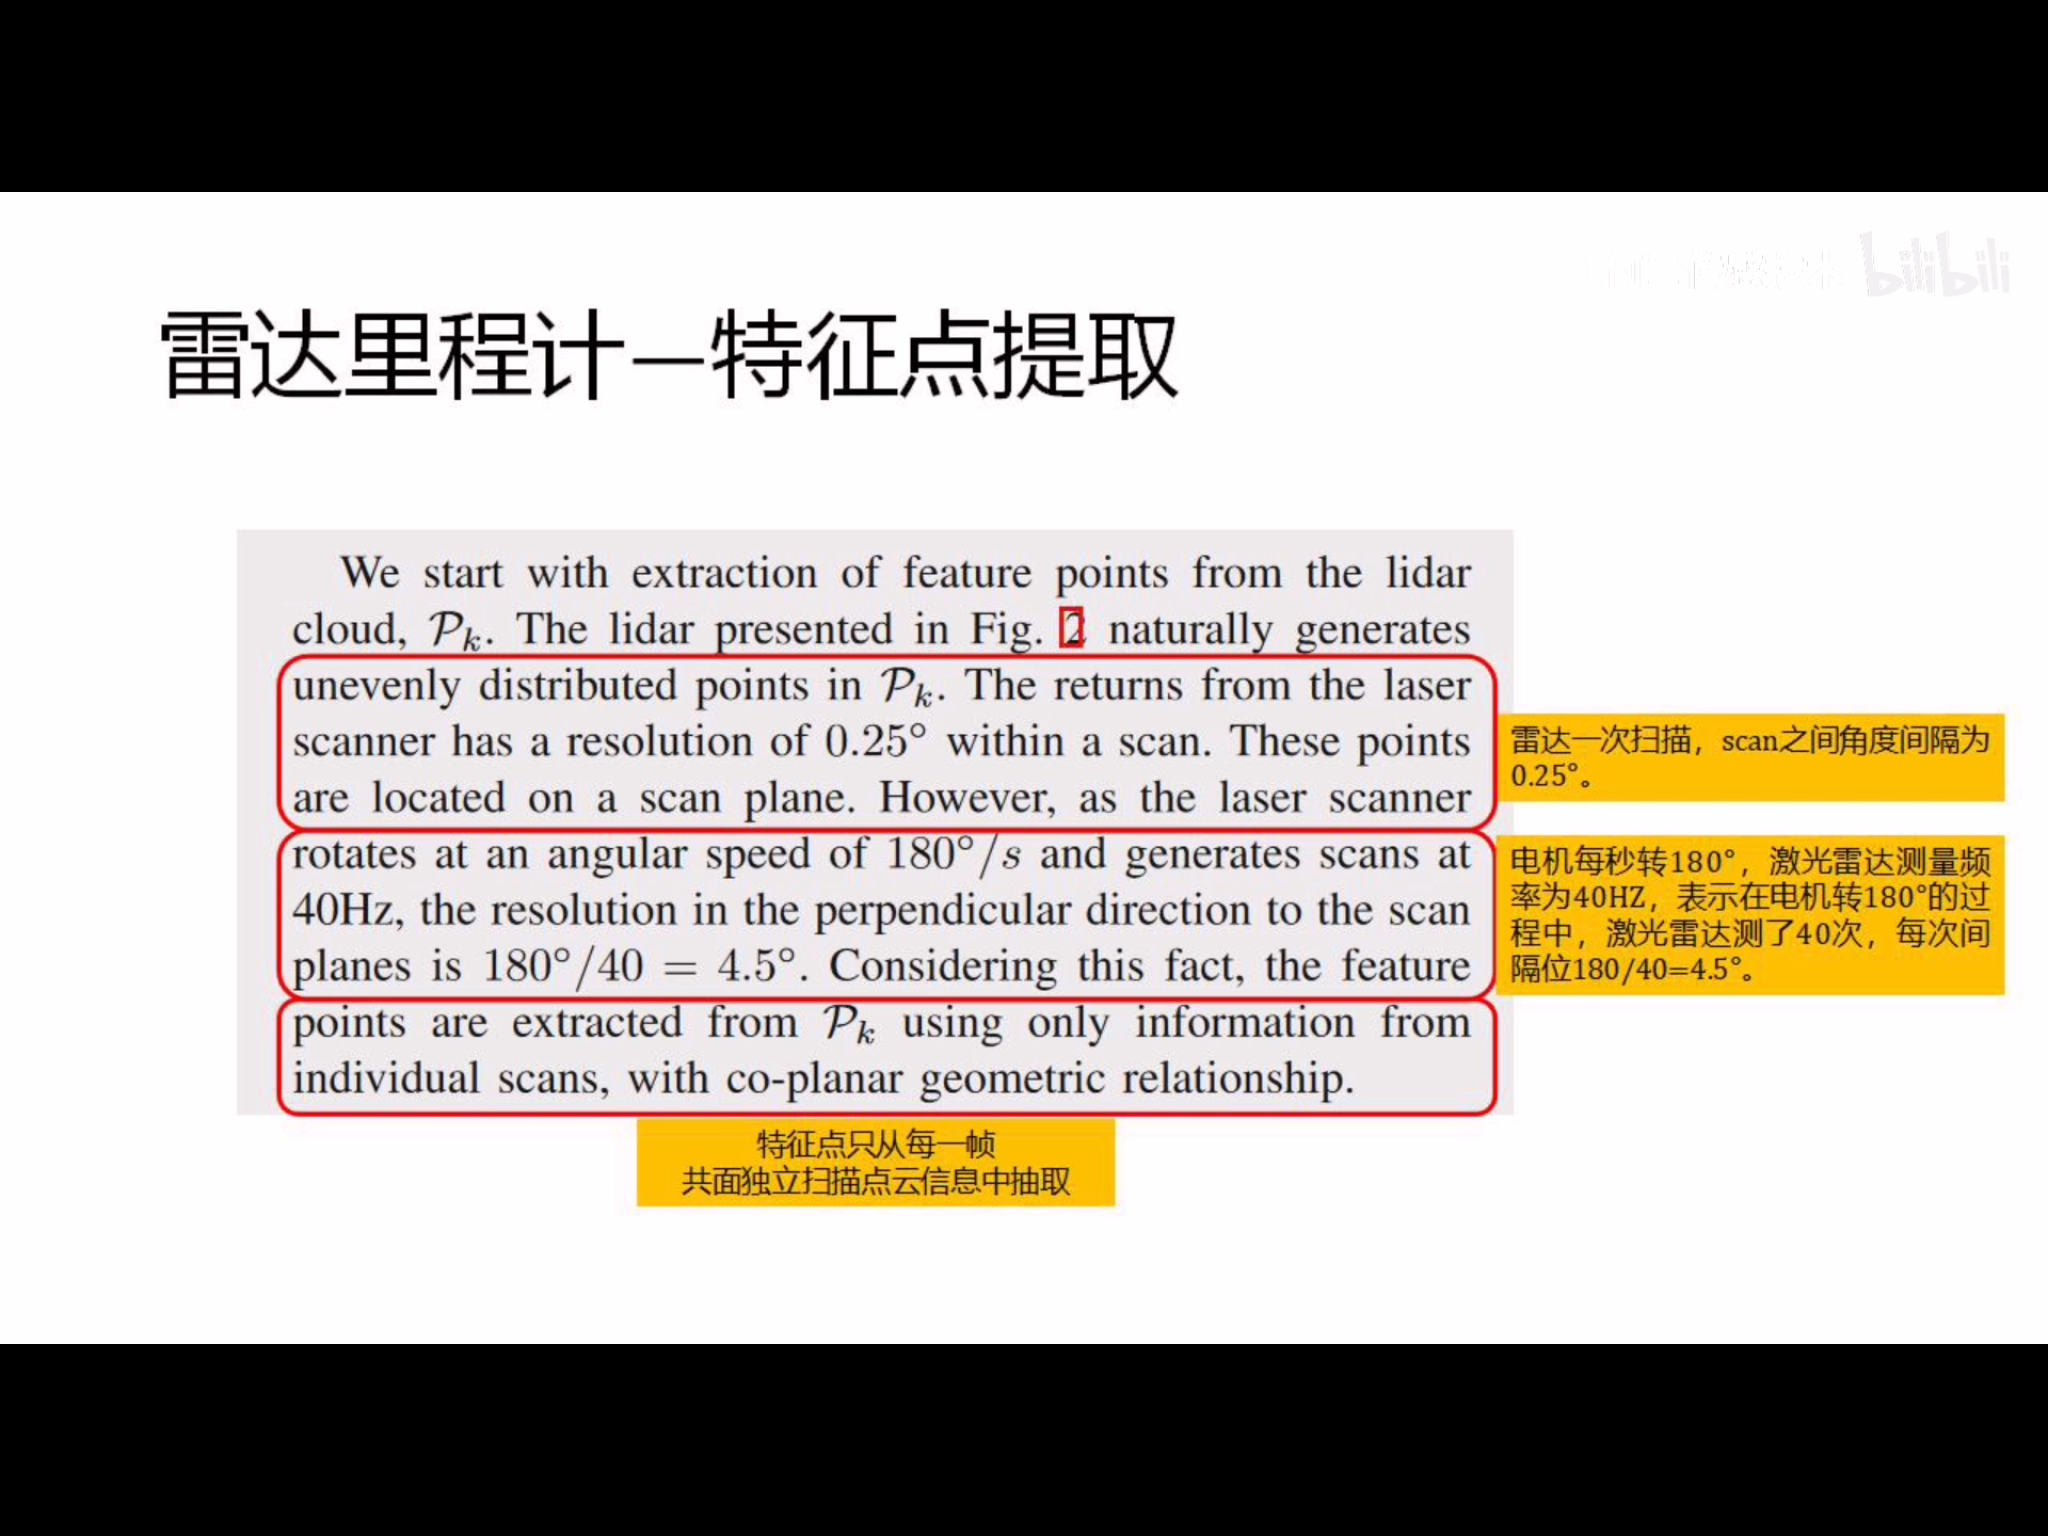 bilibili
雷达里程计—特征点提取
We start with extraction of feature points from the lidar
cloud, 𝒫k. The lidar presented in Fig. 2 naturally generates
unevenly distributed points in 𝒫k. The returns from the laser
scanner has a resolution of 0.25° within a scan. These points
are located on a scan plane. However, as the laser scanner
rotates at an angular speed of 180°/s and generates scans at
40Hz, the resolution in the perpendicular direction to the scan
planes is 180°/40 = 4.5°. Considering this fact, the feature
points are extracted from 𝒫k using only information from
individual scans, with co-planar geometric relationship.
雷达一次扫描，scan之间角度间隔为
0.25°。
电机每秒转180°，激光雷达测量频
率为40HZ，表示在电机转180°的过
程中，激光雷达测了40次，每次间
隔位180/40=4.5°。
特征点只从每一帧
共面独立扫描点云信息中抽取